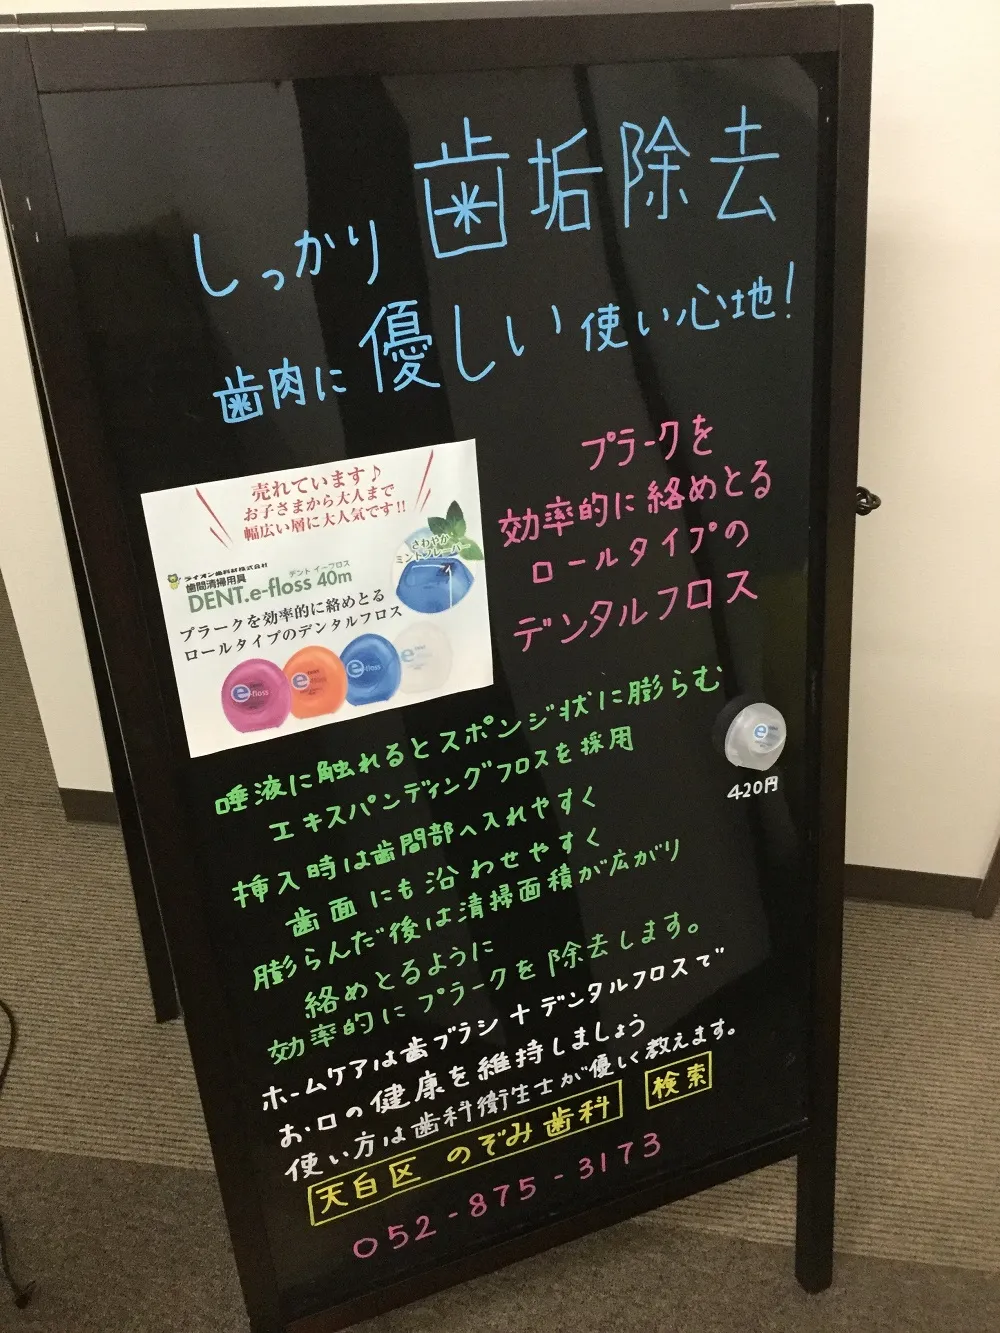 しっかり歯垢除去
歯肉に優しい使い心地!
売れています♪
お子さまから大人まで
幅広い層に大人気です!!
さわやか
ミントフレーバー
ライオン歯科材株式会社
歯間清掃用具
デント イーフロス
DENT.e-floss 40m
プラークを効率的に絡めとる
ロールタイプのデンタルフロス
e-floss
e-floss
e-floss
e-floss
プラークを
効率的に絡めとる
ロールタイプの
デンタルフロス
e
420円
唾液に触れるとスポンジ状に膨らむ
エキスパンディングフロスを採用
挿入時は歯間部へ入れやすく
歯面にも沿わせやすく
膨らんだ後は清掃面積が広がり
絡めとるように
効率的にプラークを除去します。
ホームケアは歯ブラシ+デンタルフロスで
お口の健康を維持しましょう
使い方は歯科衛生士が優しく教えます。
天白区 のぞみ歯科 検索
052-875-3173